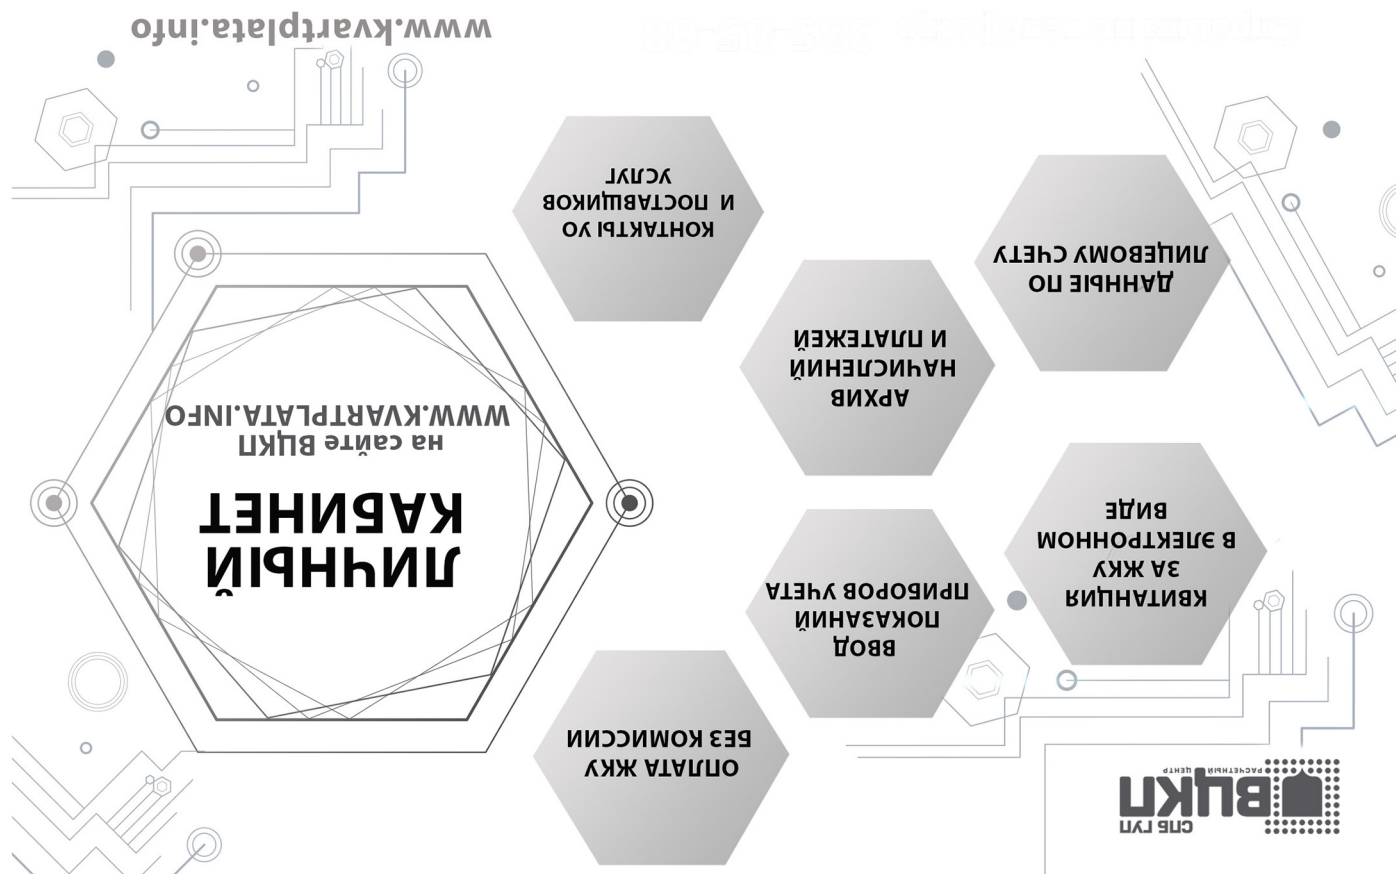 СПБ ГУП
ВЦКП
РАСЧЕТНЫЙ ЦЕНТР
ОПЛАТА ЖКУ
БЕЗ КОМИССИИ
ВВОД
ПОКАЗАНИЙ
ПРИБОРОВ УЧЕТА
КВИТАНЦИЯ
ЗА ЖКУ
В ЭЛЕКТРОННОМ
ВИДЕ
ЛИЧНЫЙ
КАБИНЕТ
на сайте ВЦКП
WWW.KVARTPLATA.INFO
АРХИВ
НАЧИСЛЕНИЙ
И ПЛАТЕЖЕЙ
ДАННЫЕ ПО
ЛИЦЕВОМУ СЧЕТУ
КОНТАКТЫ УО
И ПОСТАВЩИКОВ
УСЛУГ
www.kvartplata.info